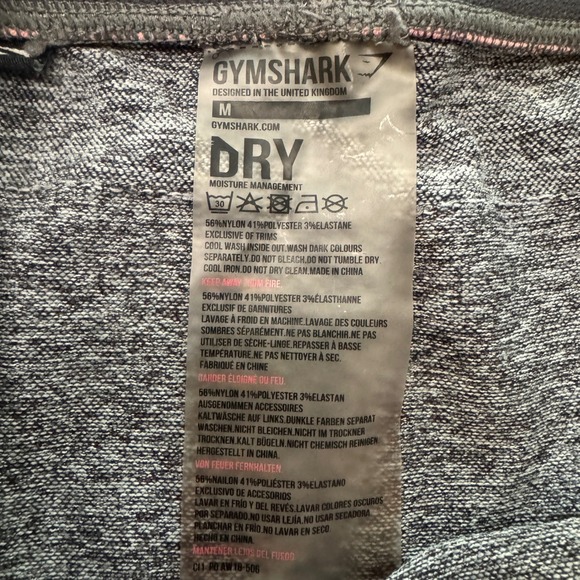 GYMSHARK
DESIGNED IN THE UNITED KINGDOM
M
GYMSHARK.COM
DRY
MOISTURE MANAGEMENT
30
56%NYLON 41%POLYESTER 3%ELASTANE
EXCLUSIVE OF TRIMS
COOL WASH INSIDE OUT.WASH DARK COLOURS
SEPARATELY.DO NOT BLEACH.DO NOT TUMBLE DRY.
COOL IRON.DO NOT DRY CLEAN.MADE IN CHINA
KEEP AWAY FROM FIRE.
56%NYLON 41%POLYESTER 3%ÉLASTHANNE
EXCLUSIF DE GARNITURES
LAVAGE À FROID EN MACHINE.LAVAGE DES COULEURS
SOMBRES SÉPAREMENT.NE PAS BLANCHIR.NE PAS
UTILISER DE SÈCHE-LINGE.REPASSER À BASSE
TEMPÉRATURE.NE PAS NETTOYER À SEC.
FABRIQUÉ EN CHINE
GARDER ÉLOIGNÉ DU FEU.
56%NYLON 41%POLYESTER 3%ELASTAN
AUSGENOMMEN ACCESSOIRES
KALTWÄSCHE AUF LINKS.DUNKLE FARBEN SEPARAT
WASCHEN.NICHT BLEICHEN.NICHT IM TROCKNER
TROCKNEN.KALT BÜGELN.NICHT CHEMISCH REINIGEN
HERGESTELLT IN CHINA.
VON FEUER FERNHALTEN
56%NAILON 41%POLIÉSTER 3%ELASTANO
EXCLUSIVO DE ACCESORIOS
LAVAR EN FRÍO Y DEL REVÉS.LAVAR COLORES OSCUROS
POR SEPARADO.NO USAR LEJÍA.NO USAR SECADORA.
PLANCHAR EN FRÍO.NO LAVAR EN SECO.
HECHO EN CHINA
MANTENER LEJOS DEL FUEGO.